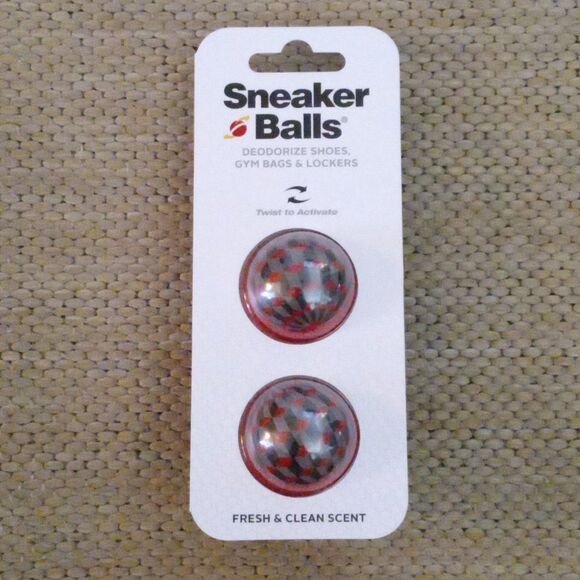 Sneaker
Balls®
DEODORIZE SHOES,
GYM BAGS & LOCKERS
Twist to Activate
FRESH & CLEAN SCENT